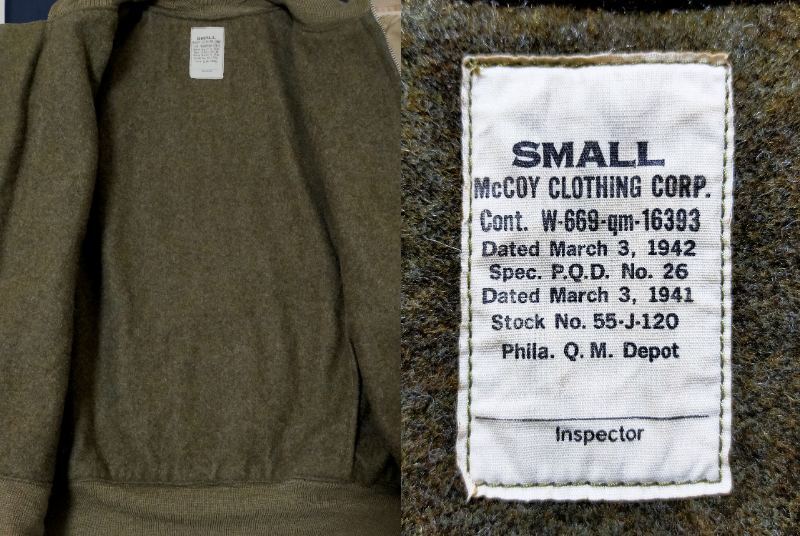 SMALL
SMALL
McCOY CLOTHING CORP.
Cont. W-669-qm-16393
Dated March 3, 1942
Spec. P.Q.D. No. 26
Dated March 3, 1941
Stock No. 55-J-120
Phila. Q. M. Depot
Inspector